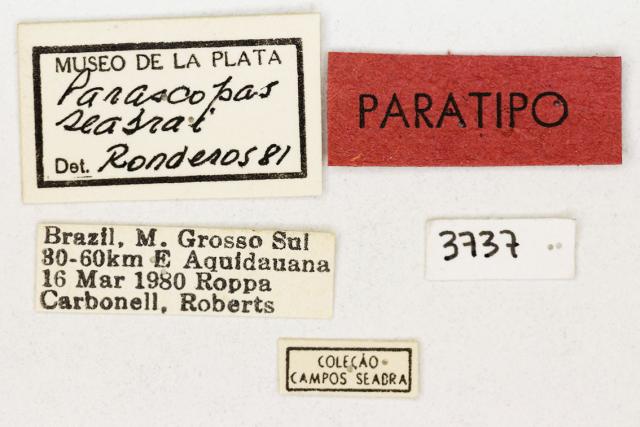 MUSEO DE LA PLATA
Parascopas
seabrai
Det. Ronderos 81
PARATIPO
Brazil, M. Grosso Sul
30-60km E Aquidauana
16 Mar 1980 Roppa
Carbonell, Roberts
3737
COLEÇÃO
CAMPOS SEABRA